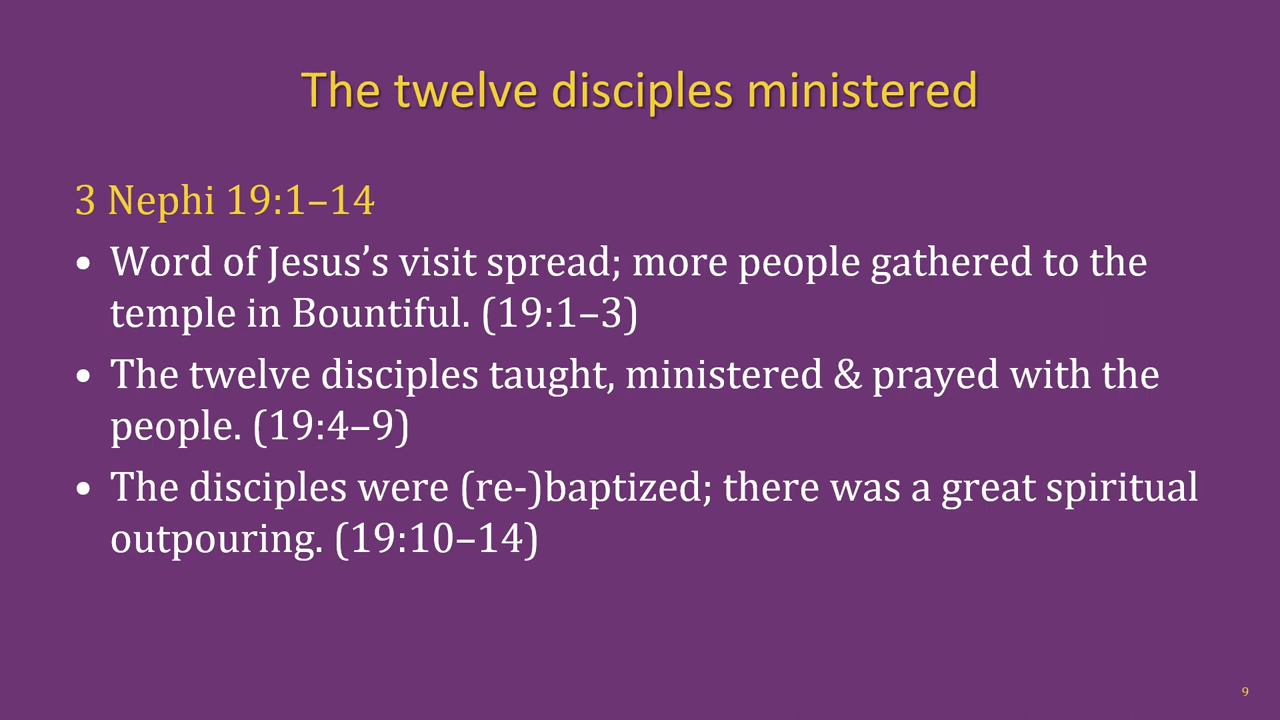 The twelve disciples ministered
3 Nephi 19:1–14
• Word of Jesus’s visit spread; more people gathered to the
temple in Bountiful. (19:1–3)
• The twelve disciples taught, ministered & prayed with the
people. (19:4–9)
• The disciples were (re-)baptized; there was a great spiritual
outpouring. (19:10–14)
9